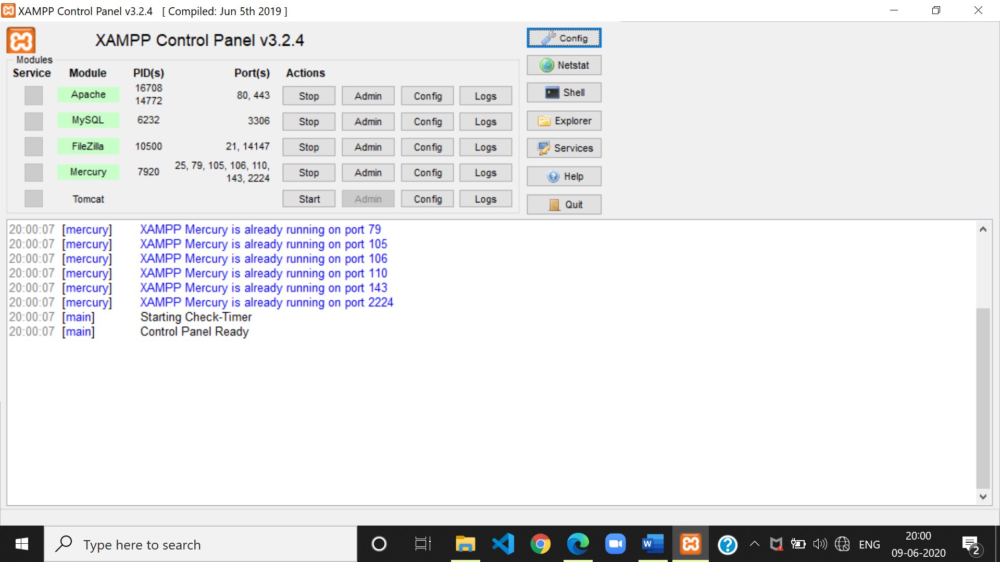 XAMPP Control Panel v3.2.4 [ Compiled: Jun 5th 2019 ]
XAMPP Control Panel v3.2.4
Modules
Service Module PID(s) Port(s) Actions
Apache 16708 14772 80, 443 Stop Admin Config Logs
MySQL 6232 3306 Stop Admin Config Logs
FileZilla 10500 21, 14147 Stop Admin Config Logs
Mercury 7920 25, 79, 105, 106, 110, 143, 2224 Stop Admin Config Logs
Tomcat Start Admin Config Logs
Config
Netstat
Shell
Explorer
Services
Help
Quit
20:00:07 [mercury] XAMPP Mercury is already running on port 79
20:00:07 [mercury] XAMPP Mercury is already running on port 105
20:00:07 [mercury] XAMPP Mercury is already running on port 106
20:00:07 [mercury] XAMPP Mercury is already running on port 110
20:00:07 [mercury] XAMPP Mercury is already running on port 143
20:00:07 [mercury] XAMPP Mercury is already running on port 2224
20:00:07 [main] Starting Check-Timer
20:00:07 [main] Control Panel Ready
Type here to search
W
ENG
20:00
09-06-2020
2